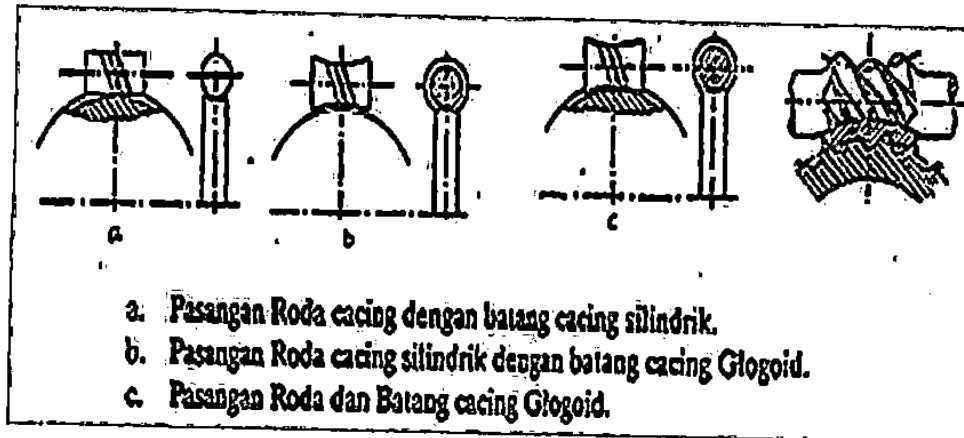 a
b
c
a. Pasangan Roda cacing dengan batang cacing silindrik.
b. Pasangan Roda cacing silindrik dengan batang cacing Glogoid.
c. Pasangan Roda dan Batang cacing Glogoid.